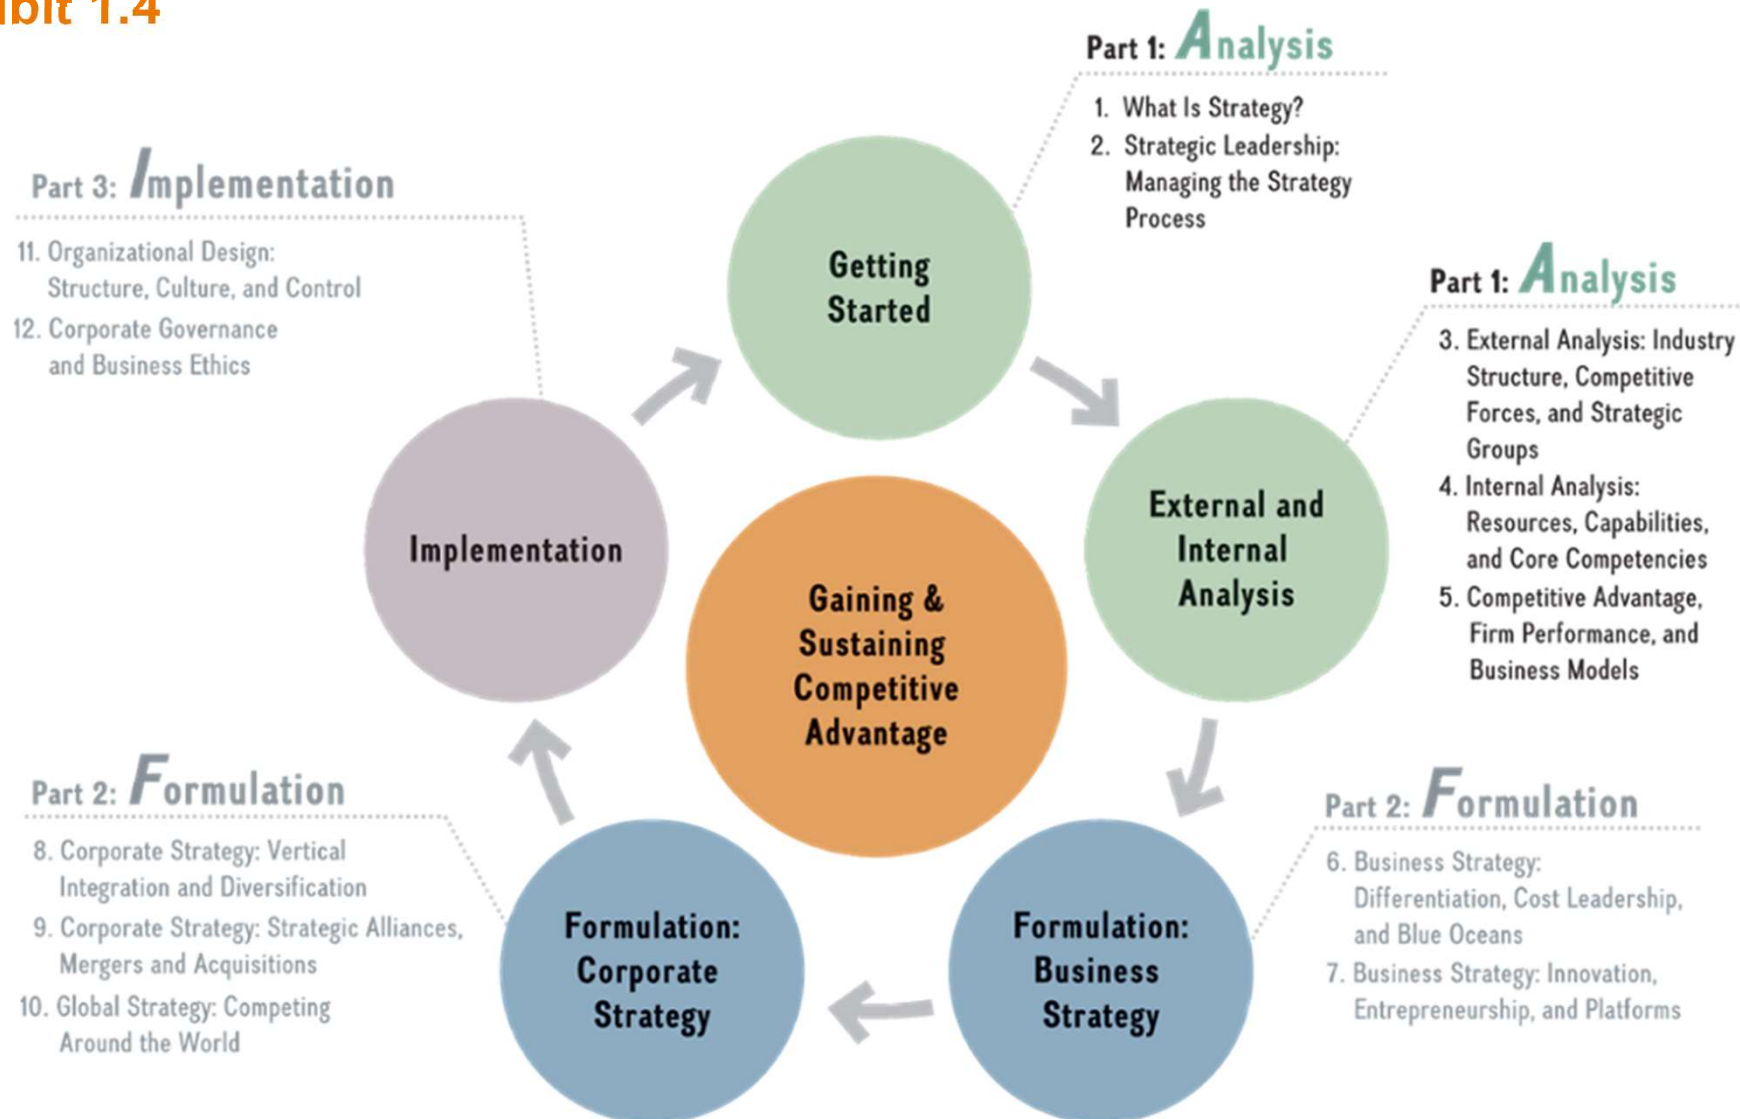 ibit 1.4
Part 1: Analysis
1. What Is Strategy?
2. Strategic Leadership:
Managing the Strategy
Process
Part 3: Implementation
11. Organizational Design:
Structure, Culture, and Control
12. Corporate Governance
and Business Ethics
Getting
Started
Part 1: Analysis
3. External Analysis: Industry
Structure, Competitive
Forces, and Strategic
Groups
4. Internal Analysis:
Resources, Capabilities,
and Core Competencies
5. Competitive Advantage,
Firm Performance, and
Business Models
Implementation
External and
Internal
Analysis
Gaining &
Sustaining
Competitive
Advantage
Part 2: Formulation
8. Corporate Strategy: Vertical
Integration and Diversification
9. Corporate Strategy: Strategic Alliances,
Mergers and Acquisitions
10. Global Strategy: Competing
Around the World
Formulation:
Corporate
Strategy
Formulation:
Business
Strategy
Part 2: Formulation
6. Business Strategy:
Differentiation, Cost Leadership,
and Blue Oceans
7. Business Strategy: Innovation,
Entrepreneurship, and Platforms